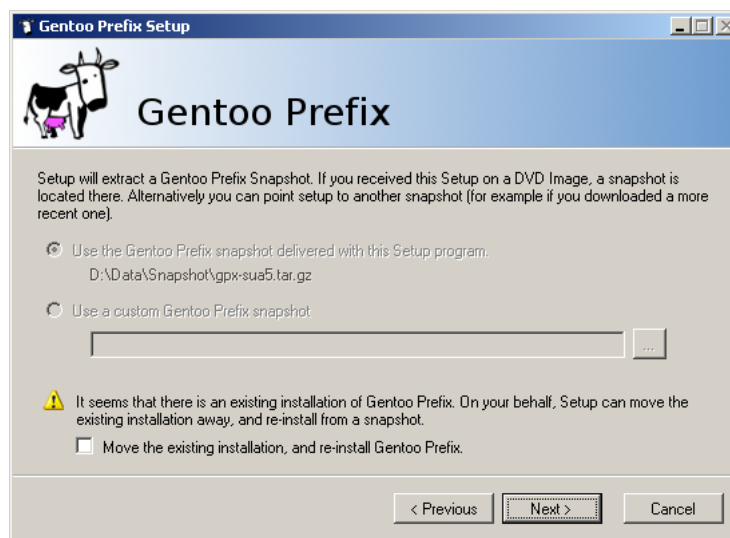 Gentoo Prefix Setup
Gentoo Prefix
Setup will extract a Gentoo Prefix Snapshot. If you received this Setup on a DVD Image, a snapshot is
located there. Alternatively you can point setup to another snapshot (for example if you downloaded a more
recent one).
Use the Gentoo Prefix snapshot delivered with this Setup program.
D:\Data\Snapshot\gpx-sua5.tar.gz
Use a custom Gentoo Prefix snapshot
...
It seems that there is an existing installation of Gentoo Prefix. On your behalf, Setup can move the
existing installation away, and re-install from a snapshot.
Move the existing installation, and re-install Gentoo Prefix.
< Previous
Next >
Cancel